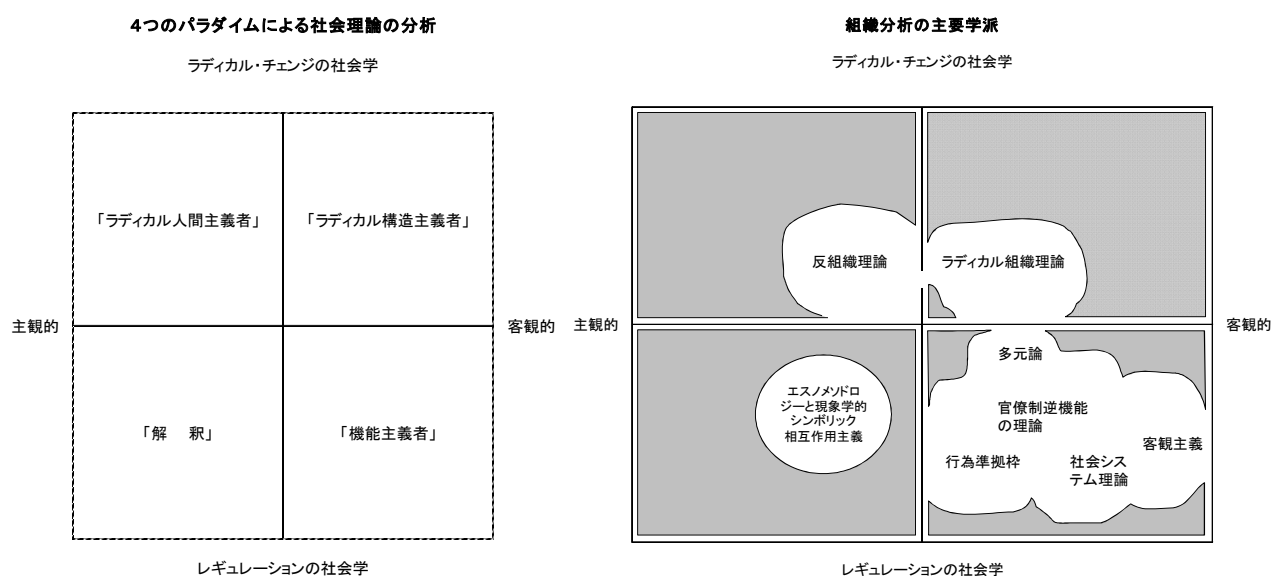 4つのパラダイムによる社会理論の分析
ラディカル・チェンジの社会学
「ラディカル人間主義者」
「ラディカル構造主義者」
主観的
客観的
「解　釈」
「機能主義者」
レギュレーションの社会学
組織分析の主要学派
ラディカル・チェンジの社会学
反組織理論
ラディカル組織理論
主観的
客観的
エスノメソドロ
ジーと現象学的
シンボリック
相互作用主義
多元論
官僚制逆機能
の理論
客観主義
行為準拠枠
社会シス
テム理論
レギュレーションの社会学